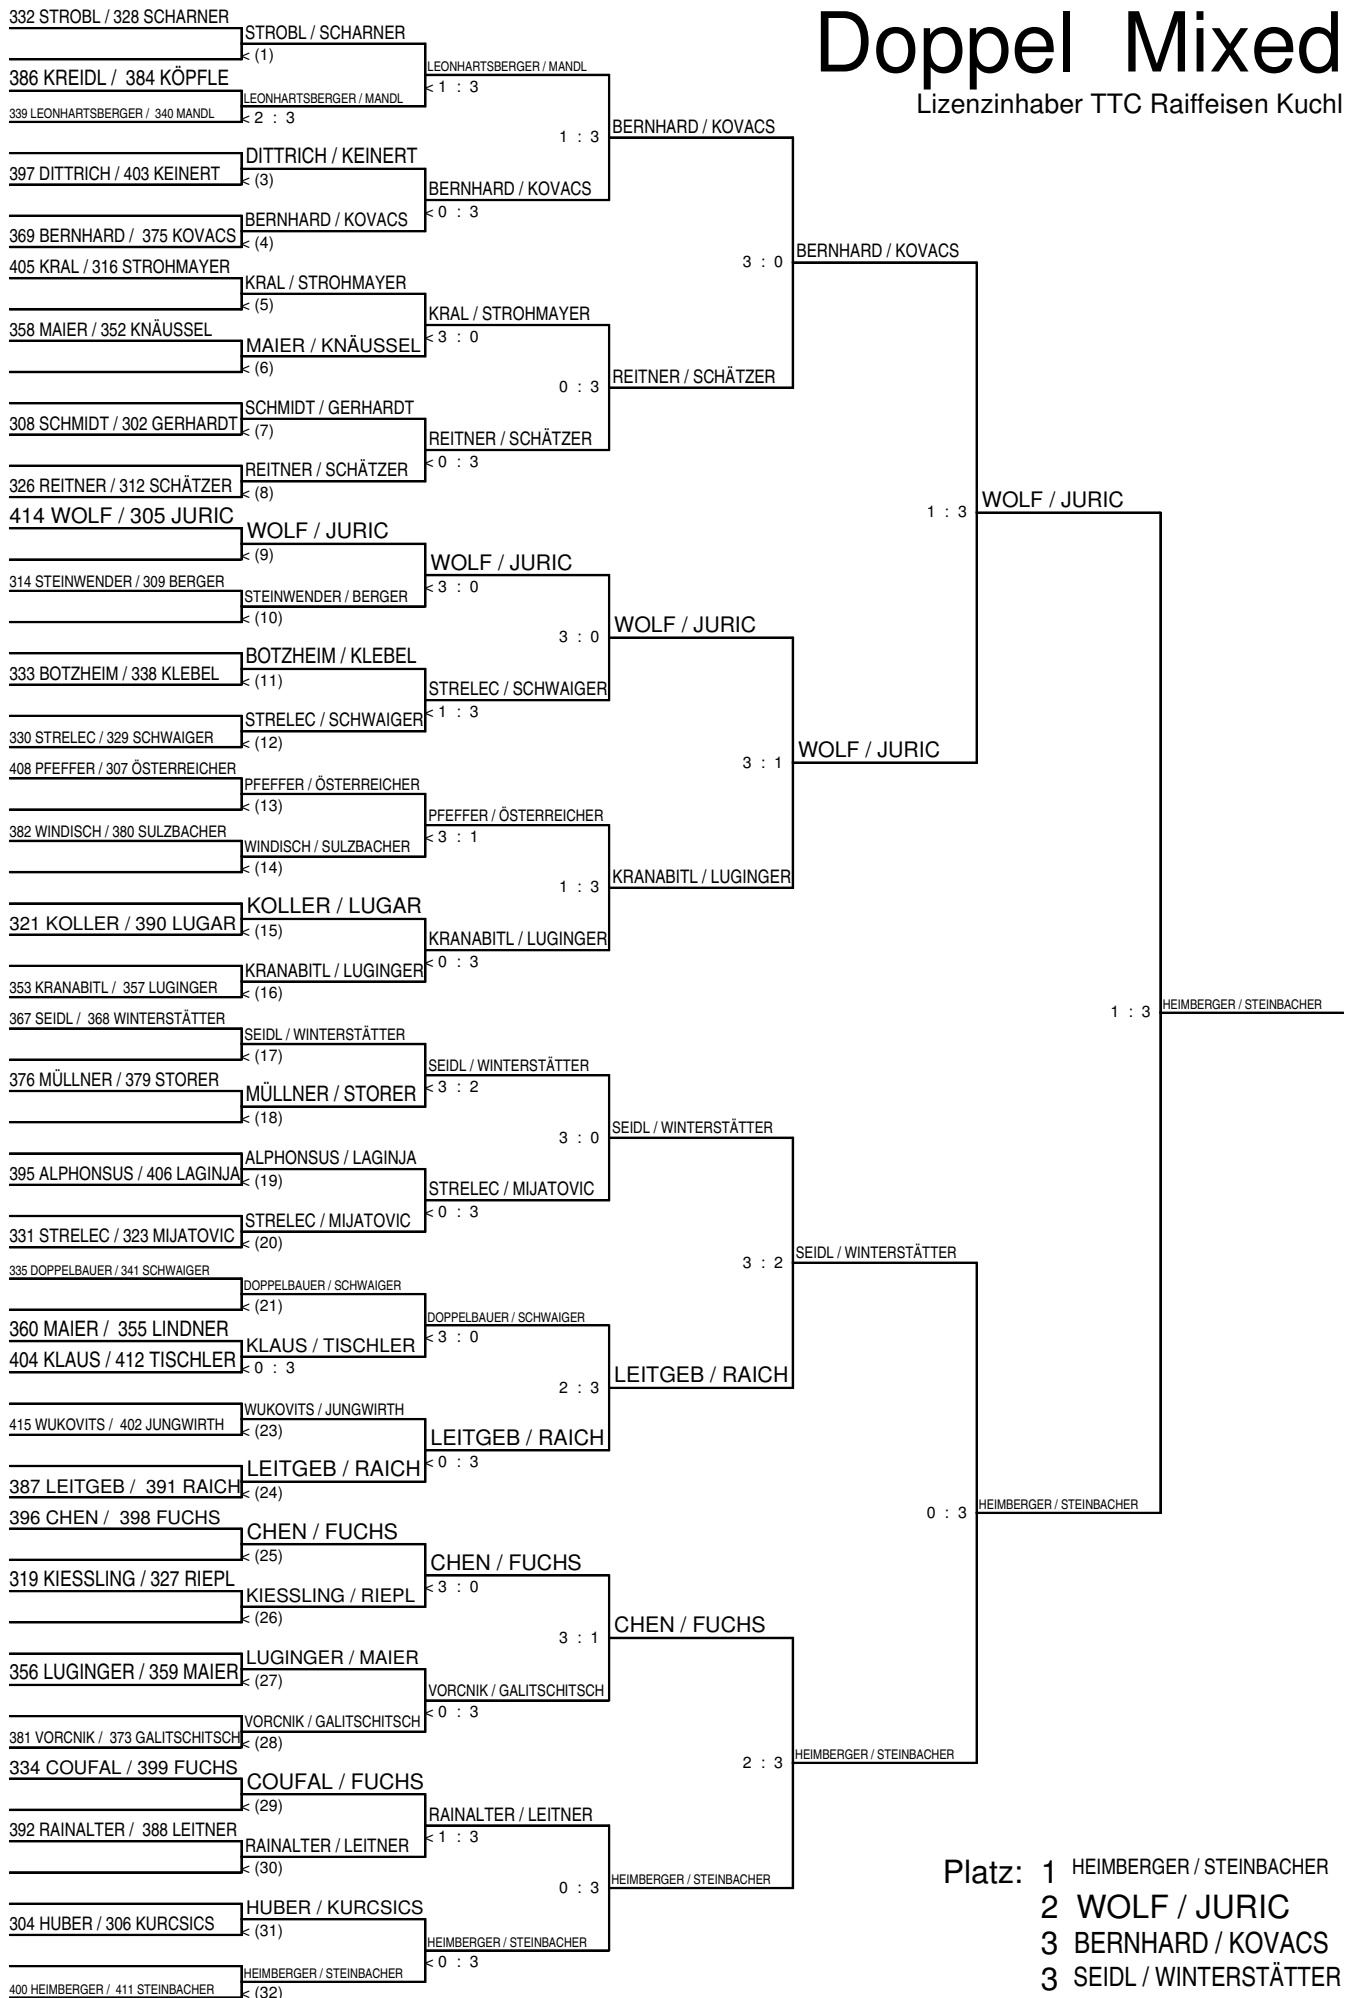 Doppel Mixed
Lizenzinhaber TTC Raiffeisen Kuchl
332 STROBL / 328 SCHARNER
386 KREIDL / 384 KÖPFLE
339 LEONHARTSBERGER / 340 MANDL
397 DITTRICH / 403 KEINERT
369 BERNHARD / 375 KOVACS
405 KRAL / 316 STROHMAYER
358 MAIER / 352 KNÄUSSEL
308 SCHMIDT / 302 GERHARDT
326 REITNER / 312 SCHÄTZER
414 WOLF / 305 JURIC
314 STEINWENDER / 309 BERGER
333 BOTZHEIM / 338 KLEBEL
330 STRELEC / 329 SCHWAIGER
408 PFEFFER / 307 ÖSTERREICHER
382 WINDISCH / 380 SULZBACHER
321 KOLLER / 390 LUGAR
353 KRANABITL / 357 LUGINGER
367 SEIDL / 368 WINTERSTÄTTER
376 MÜLLNER / 379 STORER
395 ALPHONSUS / 406 LAGINJA
331 STRELEC / 323 MIJATOVIC
335 DOPPELBAUER / 341 SCHWAIGER
360 MAIER / 355 LINDNER
404 KLAUS / 412 TISCHLER
415 WUKOVITS / 402 JUNGWIRTH
387 LEITGEB / 391 RAICH
396 CHEN / 398 FUCHS
319 KIESSLING / 327 RIEPL
356 LUGINGER / 359 MAIER
381 VORCNIK / 373 GALITSCHITSCH
334 COUFAL / 399 FUCHS
392 RAINALTER / 388 LEITNER
304 HUBER / 306 KURCSICS
400 HEIMBERGER / 411 STEINBACHER
STROBL / SCHARNER
< (1)
LEONHARTSBERGER / MANDL
< 2 : 3
DITTRICH / KEINERT
< (3)
BERNHARD / KOVACS
< (4)
KRAL / STROHMAYER
< (5)
MAIER / KNÄUSSEL
< (6)
SCHMIDT / GERHARDT
< (7)
REITNER / SCHÄTZER
< (8)
WOLF / JURIC
< (9)
STEINWENDER / BERGER
< (10)
BOTZHEIM / KLEBEL
< (11)
STRELEC / SCHWAIGER
< (12)
PFEFFER / ÖSTERREICHER
< (13)
WINDISCH / SULZBACHER
< (14)
KOLLER / LUGAR
< (15)
KRANABITL / LUGINGER
< (16)
SEIDL / WINTERSTÄTTER
< (17)
MÜLLNER / STORER
< (18)
ALPHONSUS / LAGINJA
< (19)
STRELEC / MIJATOVIC
< (20)
DOPPELBAUER / SCHWAIGER
< (21)
KLAUS / TISCHLER
< 0 : 3
WUKOVITS / JUNGWIRTH
< (23)
LEITGEB / RAICH
< (24)
CHEN / FUCHS
< (25)
KIESSLING / RIEPL
< (26)
LUGINGER / MAIER
< (27)
VORCNIK / GALITSCHITSCH
< (28)
COUFAL / FUCHS
< (29)
RAINALTER / LEITNER
< (30)
HUBER / KURCSICS
< (31)
HEIMBERGER / STEINBACHER
< (32)
LEONHARTSBERGER / MANDL
< 1 : 3
BERNHARD / KOVACS
< 0 : 3
KRAL / STROHMAYER
< 3 : 0
REITNER / SCHÄTZER
< 0 : 3
WOLF / JURIC
< 3 : 0
STRELEC / SCHWAIGER
< 1 : 3
PFEFFER / ÖSTERREICHER
< 3 : 1
KRANABITL / LUGINGER
< 0 : 3
SEIDL / WINTERSTÄTTER
< 3 : 2
STRELEC / MIJATOVIC
< 0 : 3
DOPPELBAUER / SCHWAIGER
< 3 : 0
LEITGEB / RAICH
< 0 : 3
CHEN / FUCHS
< 3 : 0
VORCNIK / GALITSCHITSCH
< 0 : 3
RAINALTER / LEITNER
< 1 : 3
HEIMBERGER / STEINBACHER
< 0 : 3
1 : 3 BERNHARD / KOVACS
0 : 3 REITNER / SCHÄTZER
3 : 0 WOLF / JURIC
1 : 3 KRANABITL / LUGINGER
3 : 0 SEIDL / WINTERSTÄTTER
2 : 3 LEITGEB / RAICH
3 : 1 CHEN / FUCHS
0 : 3 HEIMBERGER / STEINBACHER
3 : 0 BERNHARD / KOVACS
3 : 1 WOLF / JURIC
3 : 2 SEIDL / WINTERSTÄTTER
2 : 3 HEIMBERGER / STEINBACHER
1 : 3 WOLF / JURIC
0 : 3 HEIMBERGER / STEINBACHER
1 : 3 HEIMBERGER / STEINBACHER
Platz: 1 HEIMBERGER / STEINBACHER
2 WOLF / JURIC
3 BERNHARD / KOVACS
3 SEIDL / WINTERSTÄTTER